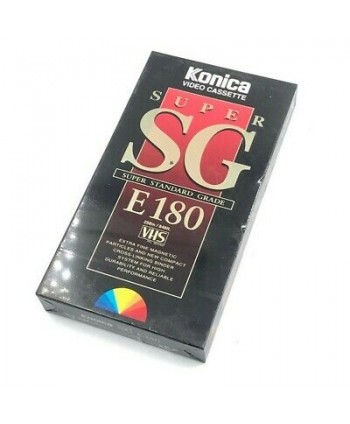 Konica
VIDEO CASSETTE
SUPER
S.G
SUPER STANDARD GRADE
E180
VHS
EXTRA FINE MAGNETIC
PARTICLES AND NEW COMPACT
CROSS-LINKING BINDER
SYSTEM FOR HIGH
DURABILITY AND RELIABLE
PERFORMANCE